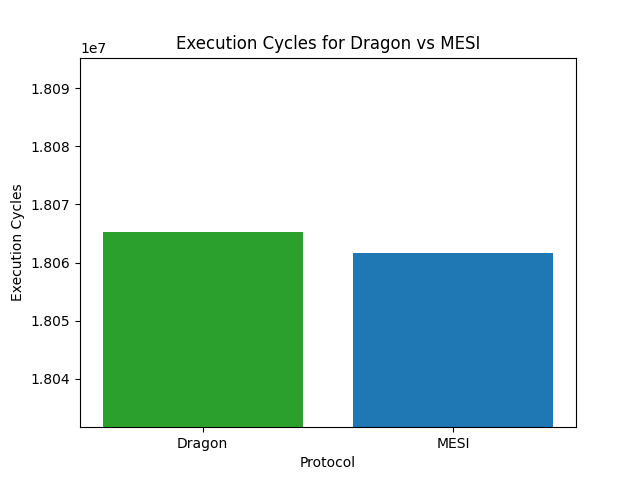 Execution Cycles for Dragon vs MESI
1e7
1.809
1.808
1.807
1.806
1.805
1.804
Execution Cycles
Dragon
MESI
Protocol